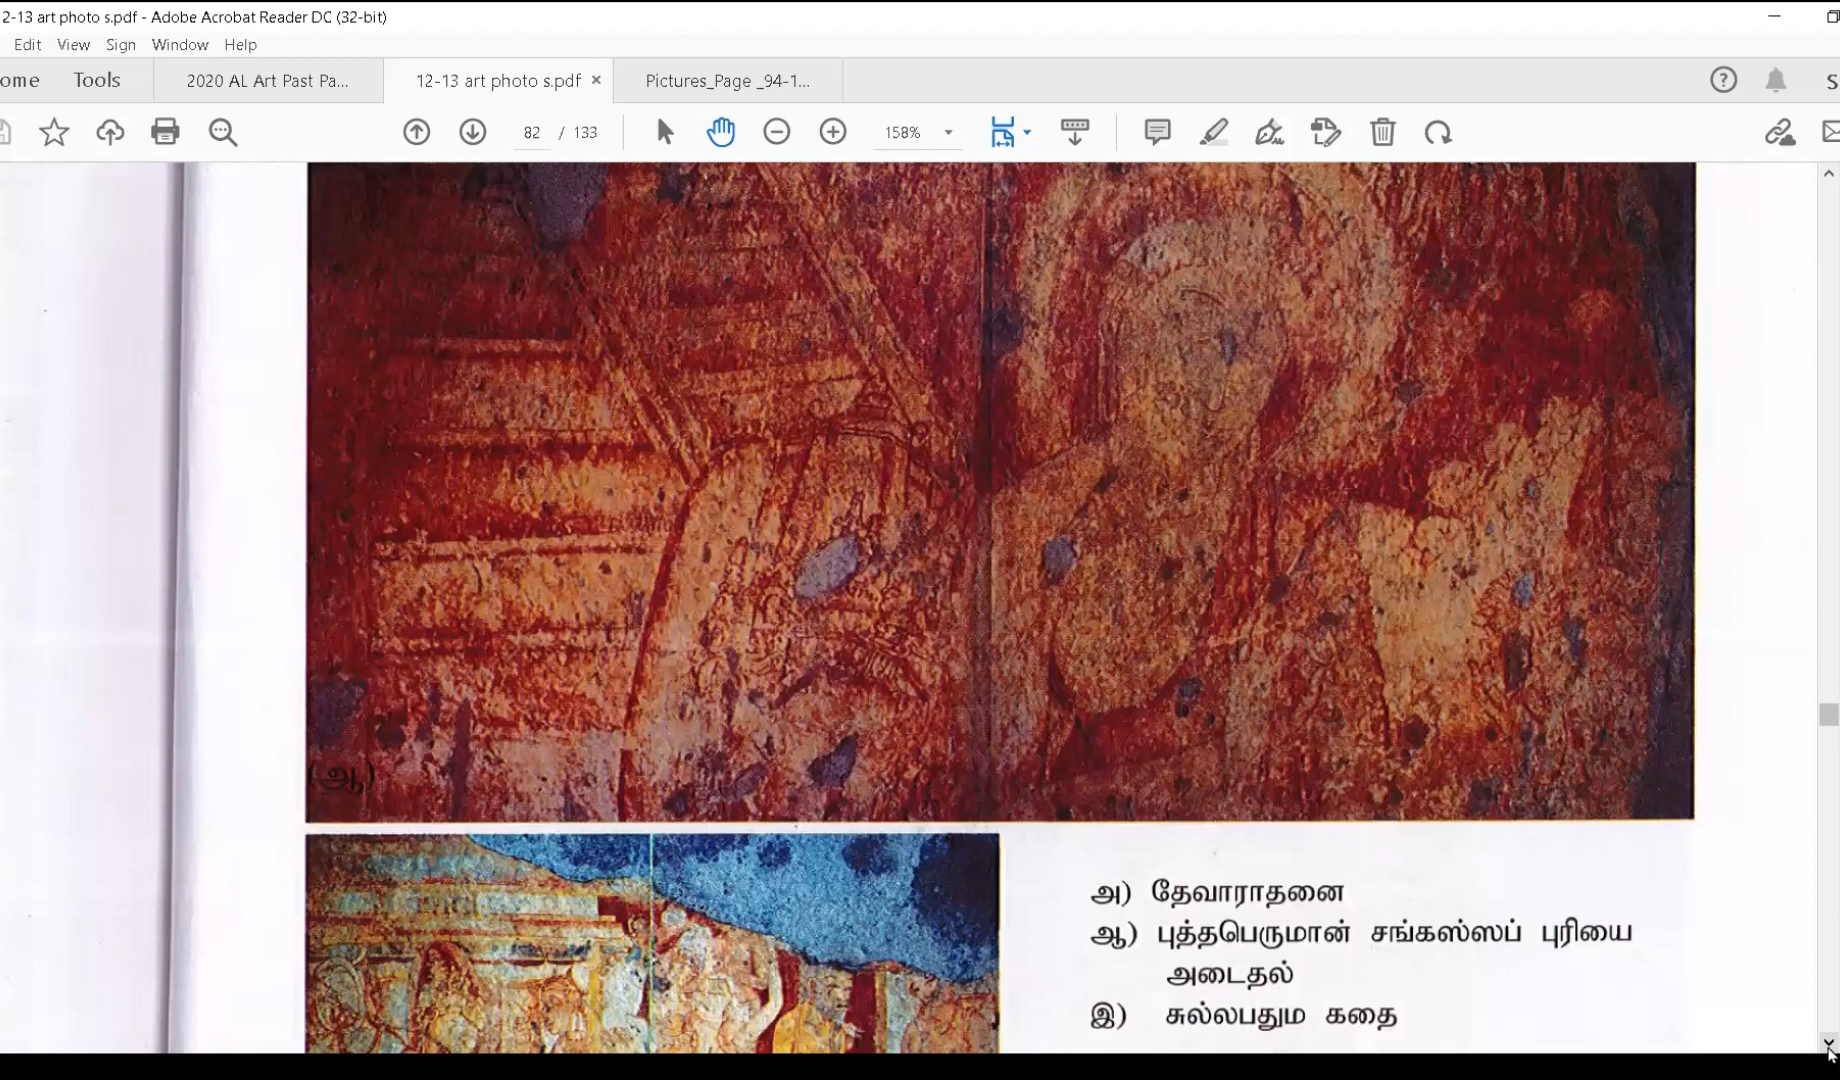 2-13 art photo s.pdf - Adobe Acrobat Reader DC (32-bit)
Edit View Sign Window Help
ome Tools 2020 AL Art Past Pa... 12-13 art photo s.pdf × Pictures_Page _94-1... S
82 / 133 158%
(ஆ)
அ) தேவாராதனை
ஆ) புத்தபெருமான் சங்கஸ்ஸப் புரியை
அடைதல்
இ) சுல்லபதும கதை